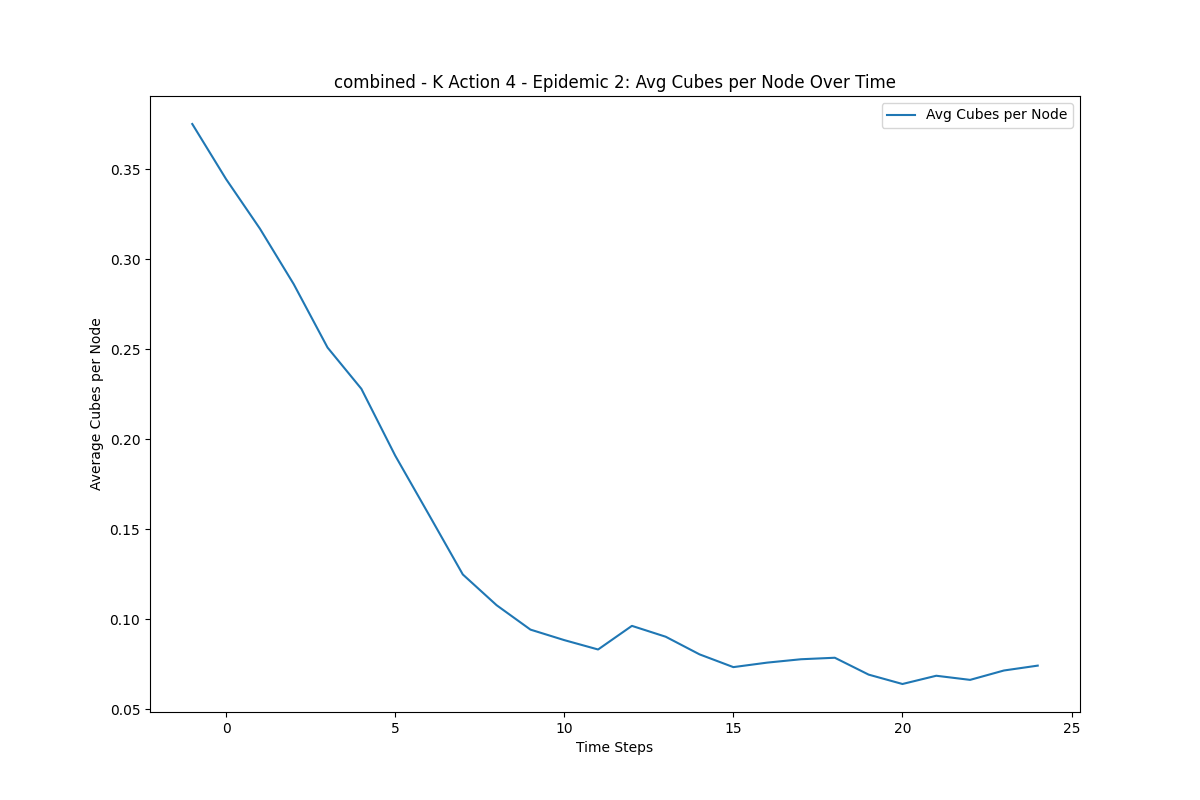 combined - K Action 4 - Epidemic 2: Avg Cubes per Node Over Time
Avg Cubes per Node
Average Cubes per Node
0.35
0.30
0.25
0.20
0.15
0.10
0.05
0 5 10 15 20 25
Time Steps